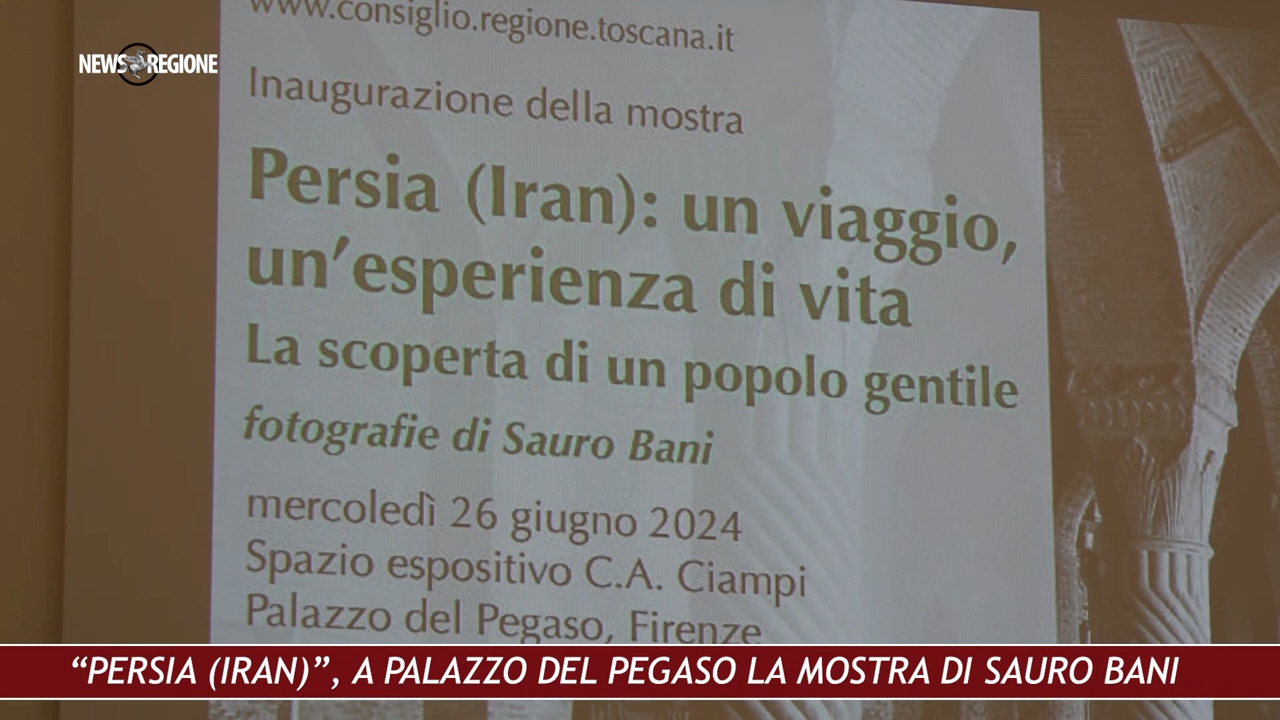 www.consiglio.regione.toscana.it
NEWS REGIONE
Inaugurazione della mostra
Persia (Iran): un viaggio,
un’esperienza di vita
La scoperta di un popolo gentile
fotografie di Sauro Bani
mercoledì 26 giugno 2024
Spazio espositivo C.A. Ciampi
Palazzo del Pegaso, Firenze
“PERSIA (IRAN)”, A PALAZZO DEL PEGASO LA MOSTRA DI SAURO BANI